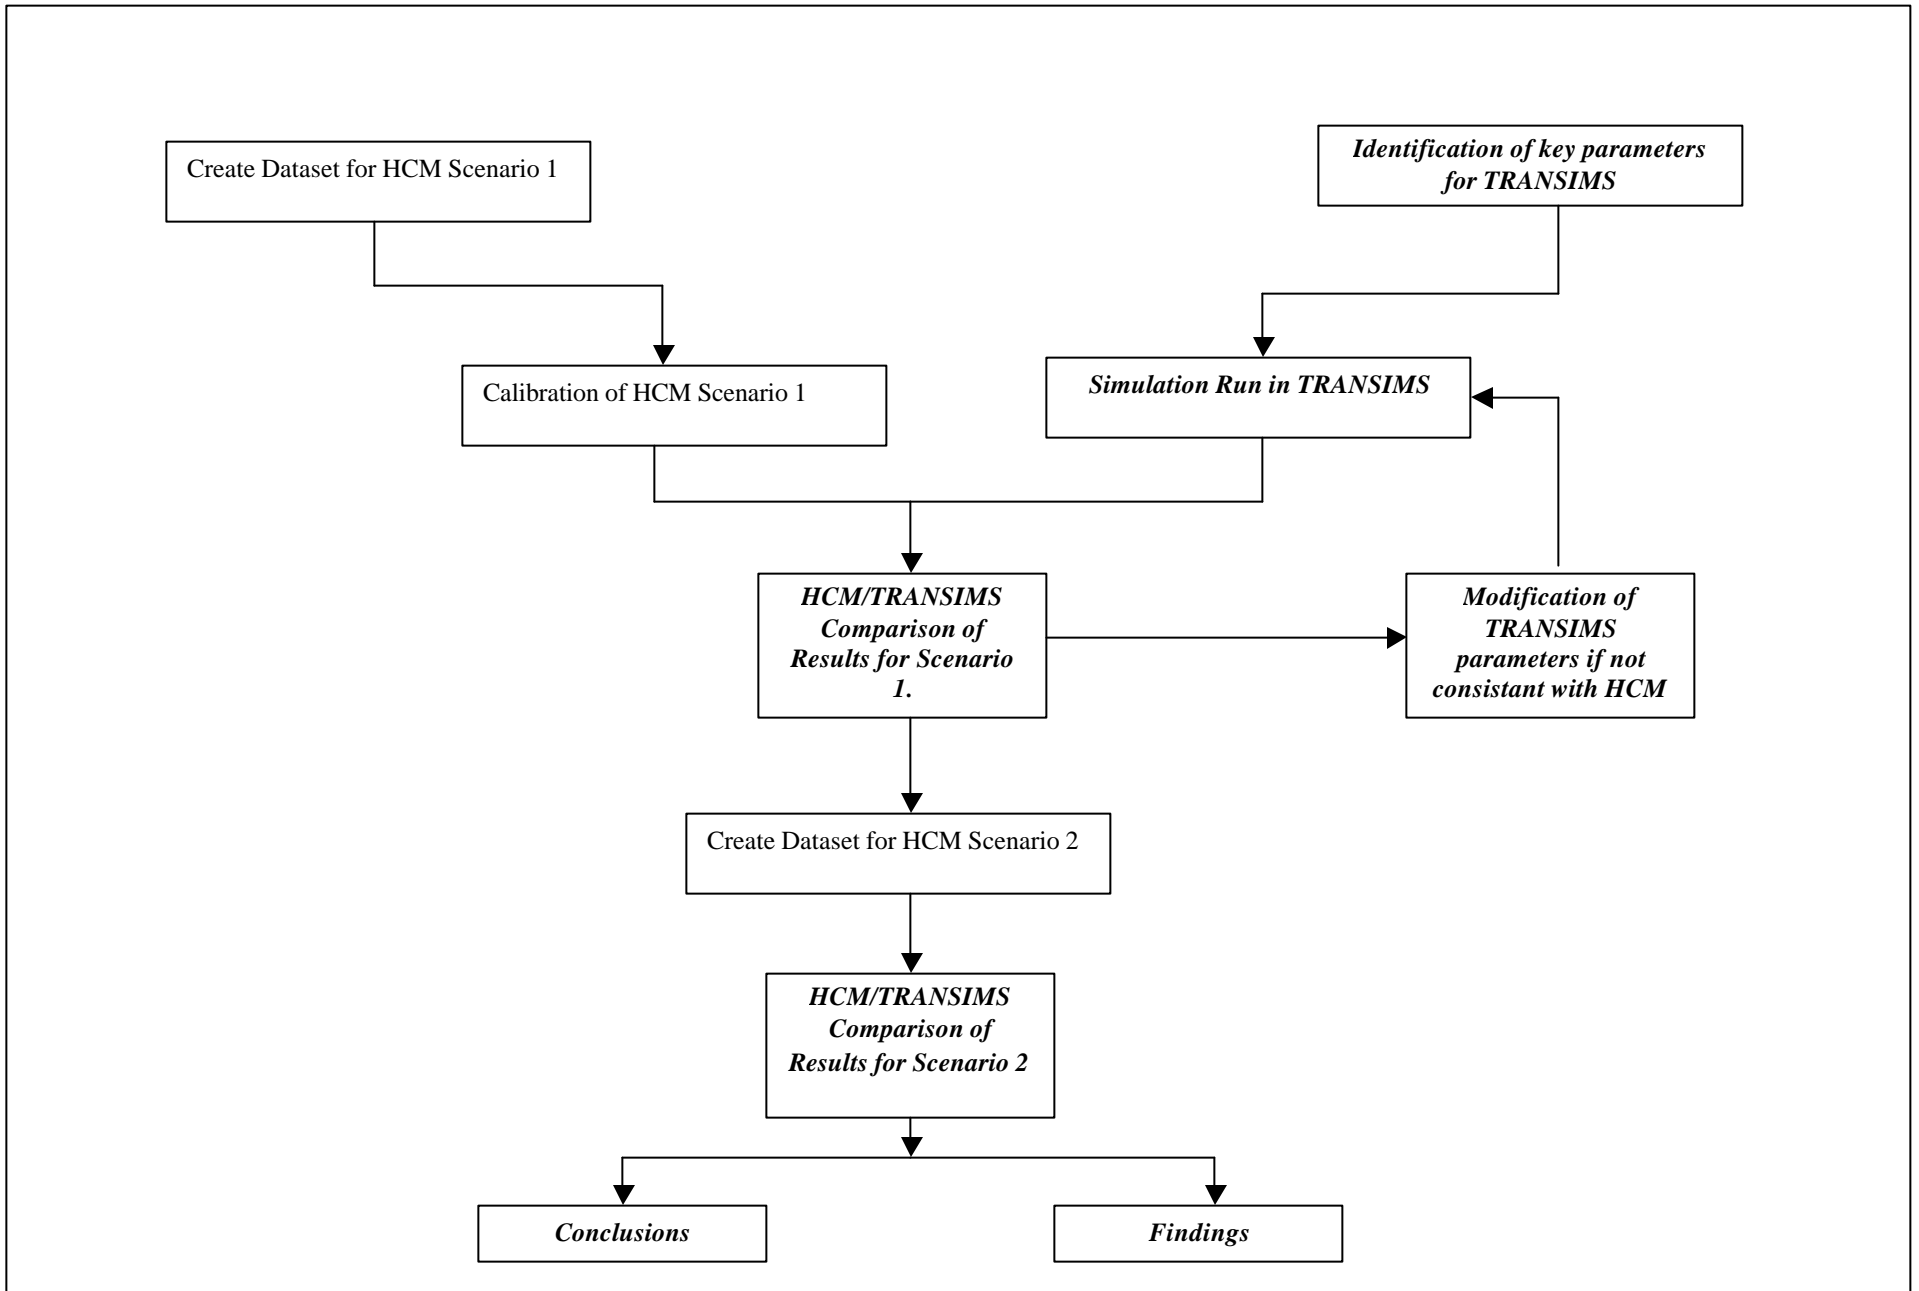 Create Dataset for HCM Scenario 1
Identification of key parameters
for TRANSIMS
Calibration of HCM Scenario 1
Simulation Run in TRANSIMS
HCM/TRANSIMS
Comparison of
Results for Scenario
1.
Modification of
TRANSIMS
parameters if not
consistant with HCM
Create Dataset for HCM Scenario 2
HCM/TRANSIMS
Comparison of
Results for Scenario 2
Conclusions
Findings